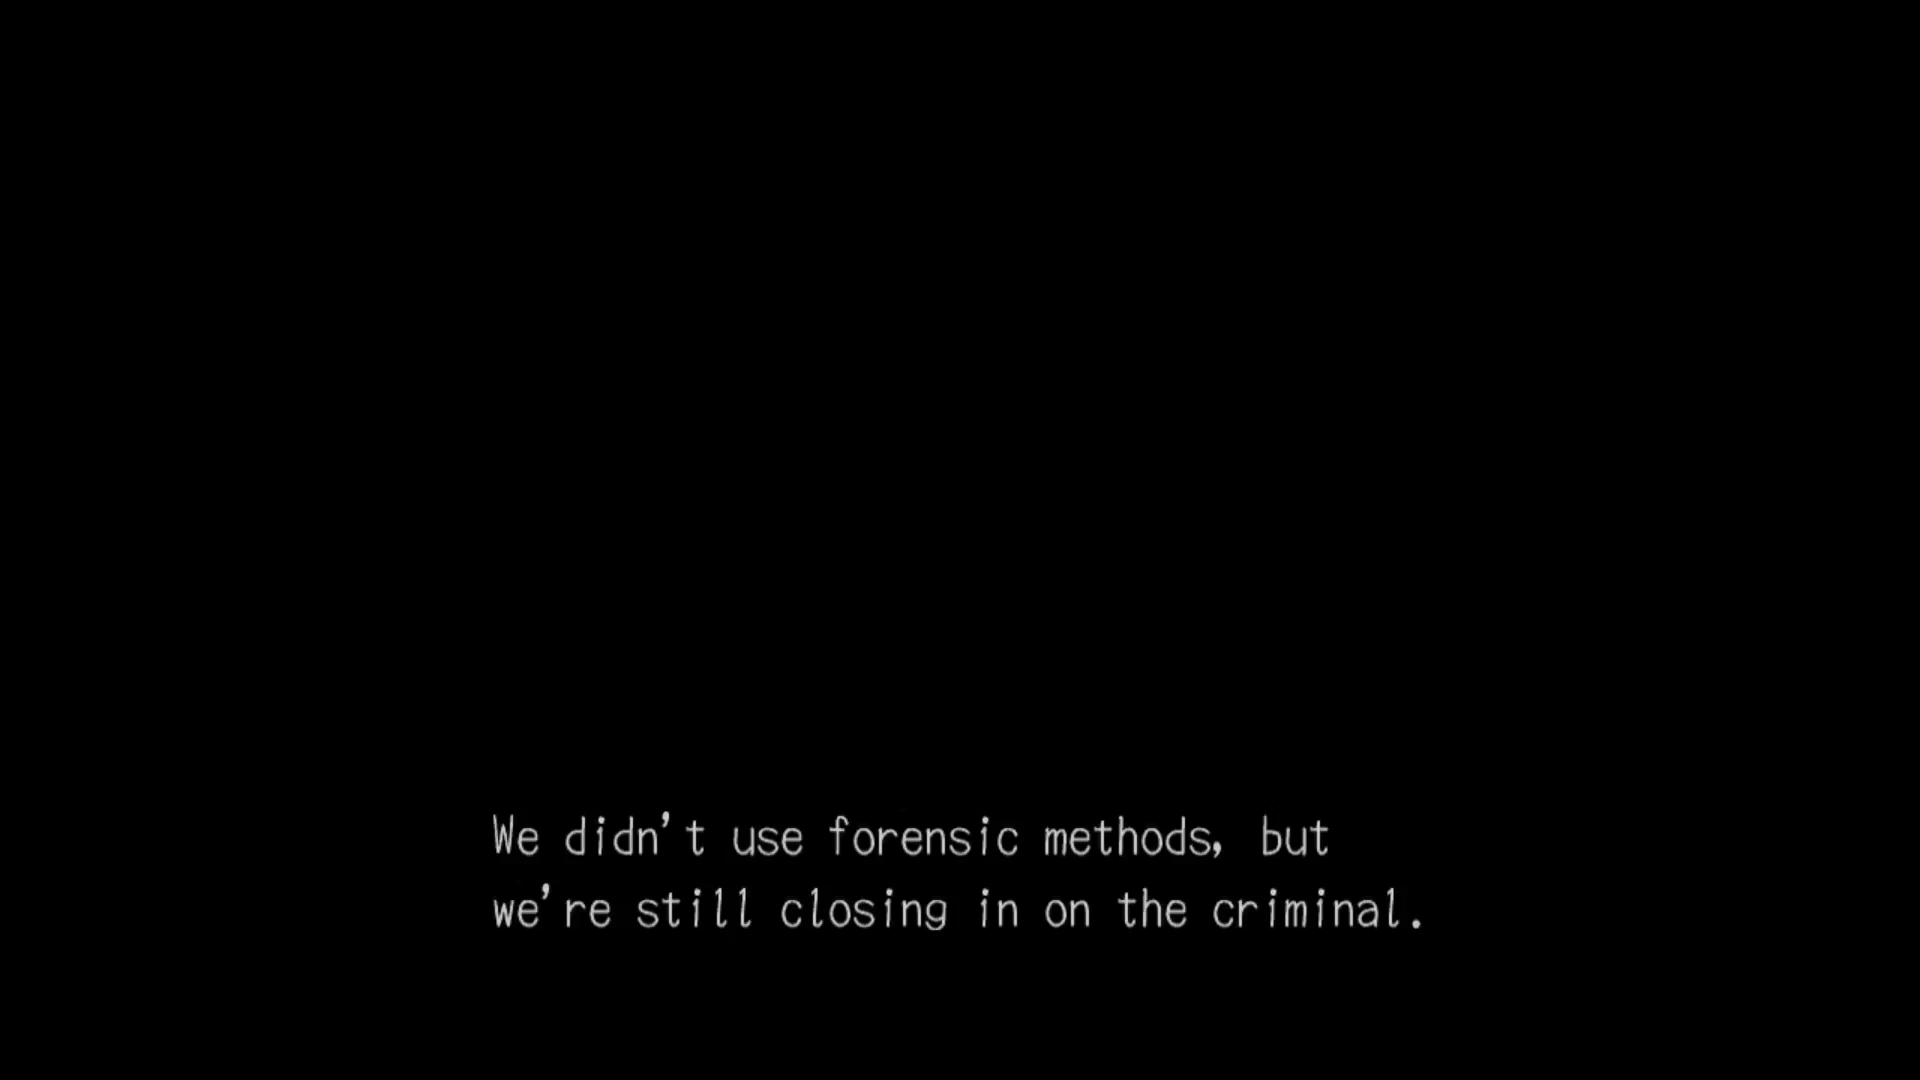 We didn't use forensic methods, but
we're still closing in on the criminal.